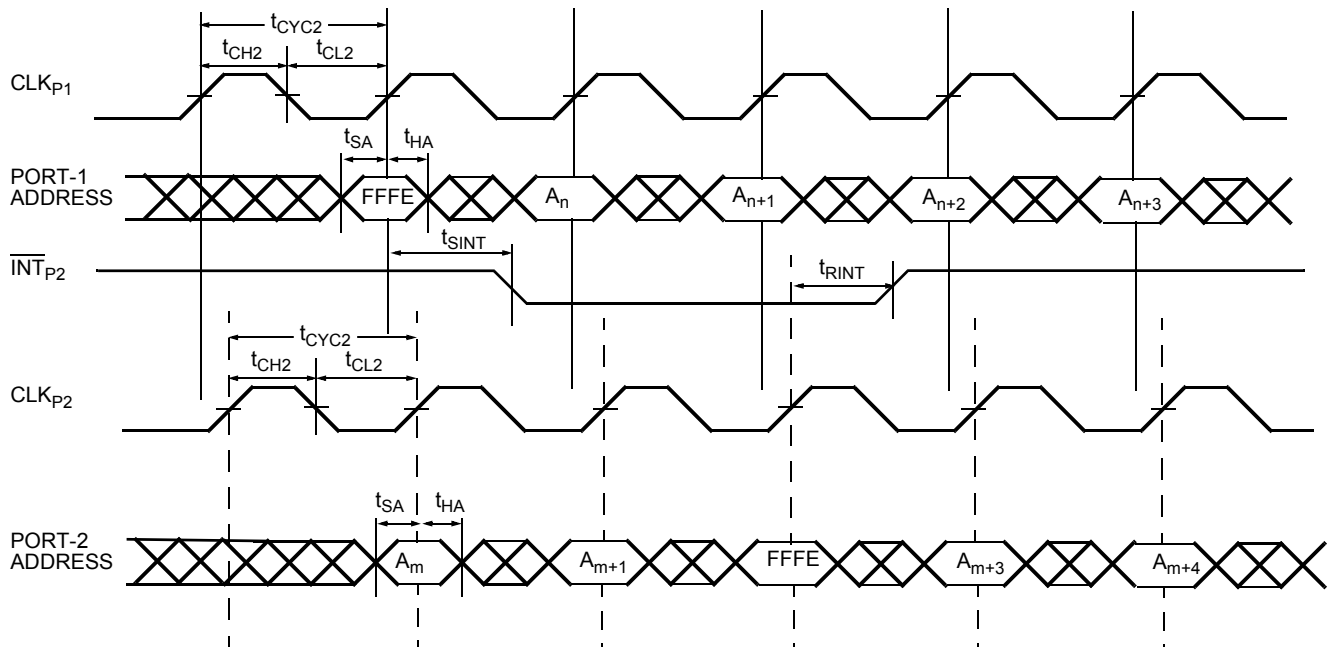 tCYC2
tCH2 tCL2
CLKP1
tSA tHA
PORT-1
ADDRESS
FFFE An An+1 An+2 An+3
tSINT
INTP2
tRINT
tCYC2
tCH2 tCL2
CLKP2
tSA tHA
PORT-2
ADDRESS
Am Am+1 FFFE Am+3 Am+4